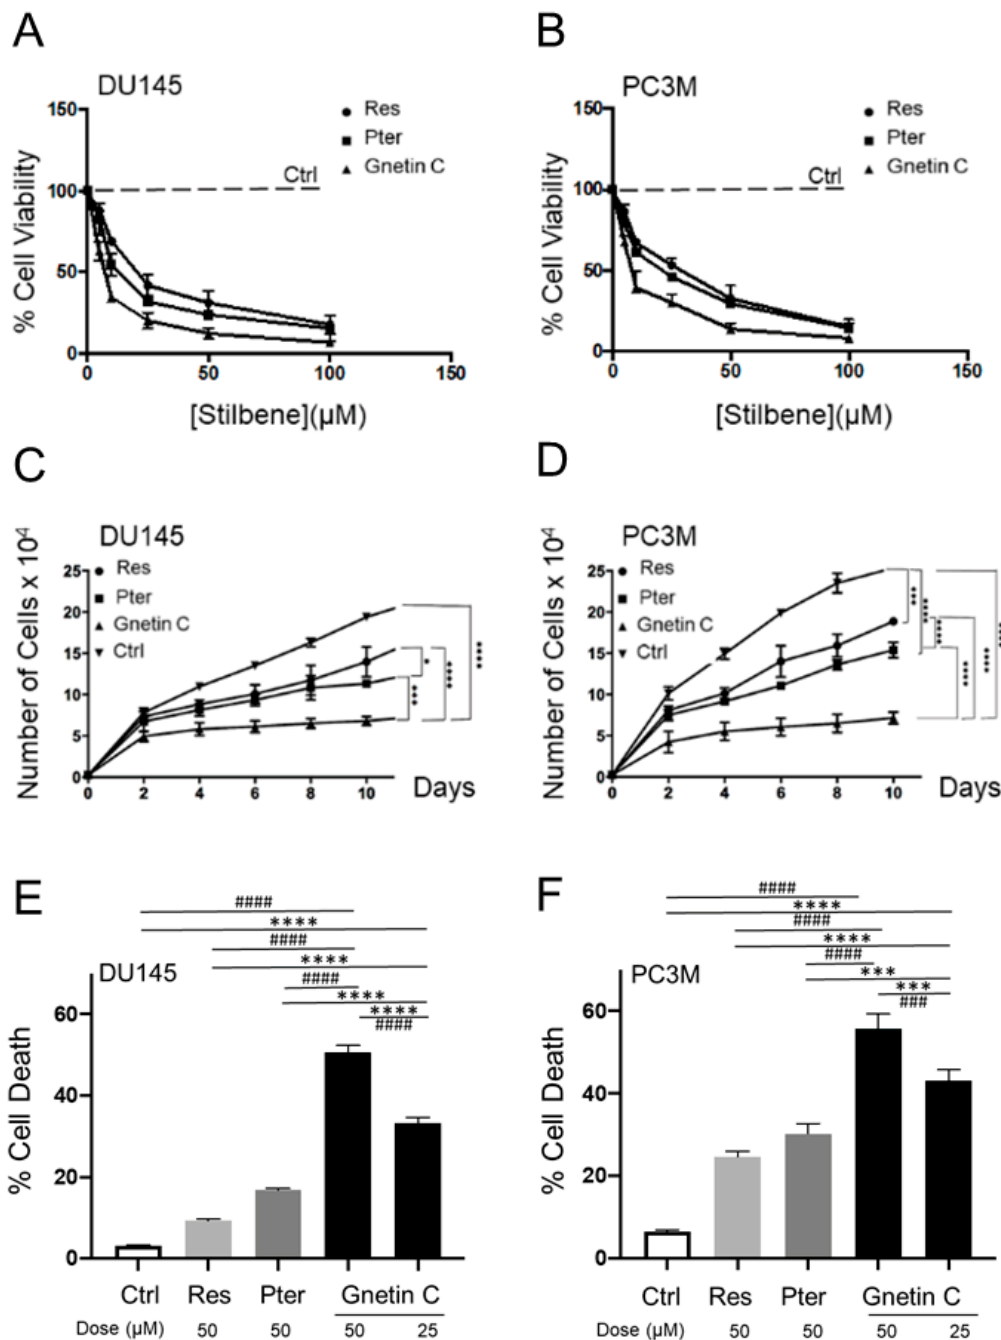 A
DU145
150
100
50
0
% Cell Viability
Res
Pter
Gnetin C
Ctrl
0 50 100 150
[Stilbene](µM)
B
PC3M
150
100
50
0
% Cell Viability
Res
Pter
Gnetin C
Ctrl
0 50 100 150
[Stilbene](µM)
C
DU145
Number of Cells x 10⁴
25
20
15
10
5
0
Res
Pter
Gnetin C
Ctrl
*
***
****
****
0 2 4 6 8 10 Days
D
PC3M
Number of Cells x 10⁴
25
20
15
10
5
0
Res
Pter
Gnetin C
Ctrl
***
****
****
****
****
0 2 4 6 8 10 Days
E
####
****
####
****
####
****
****
####
DU145
% Cell Death
60
40
20
0
Ctrl Res Pter Gnetin C
Dose (µM) 50 50 50 25
F
####
****
####
****
####
***
***
###
PC3M
% Cell Death
60
40
20
0
Ctrl Res Pter Gnetin C
Dose (µM) 50 50 50 25